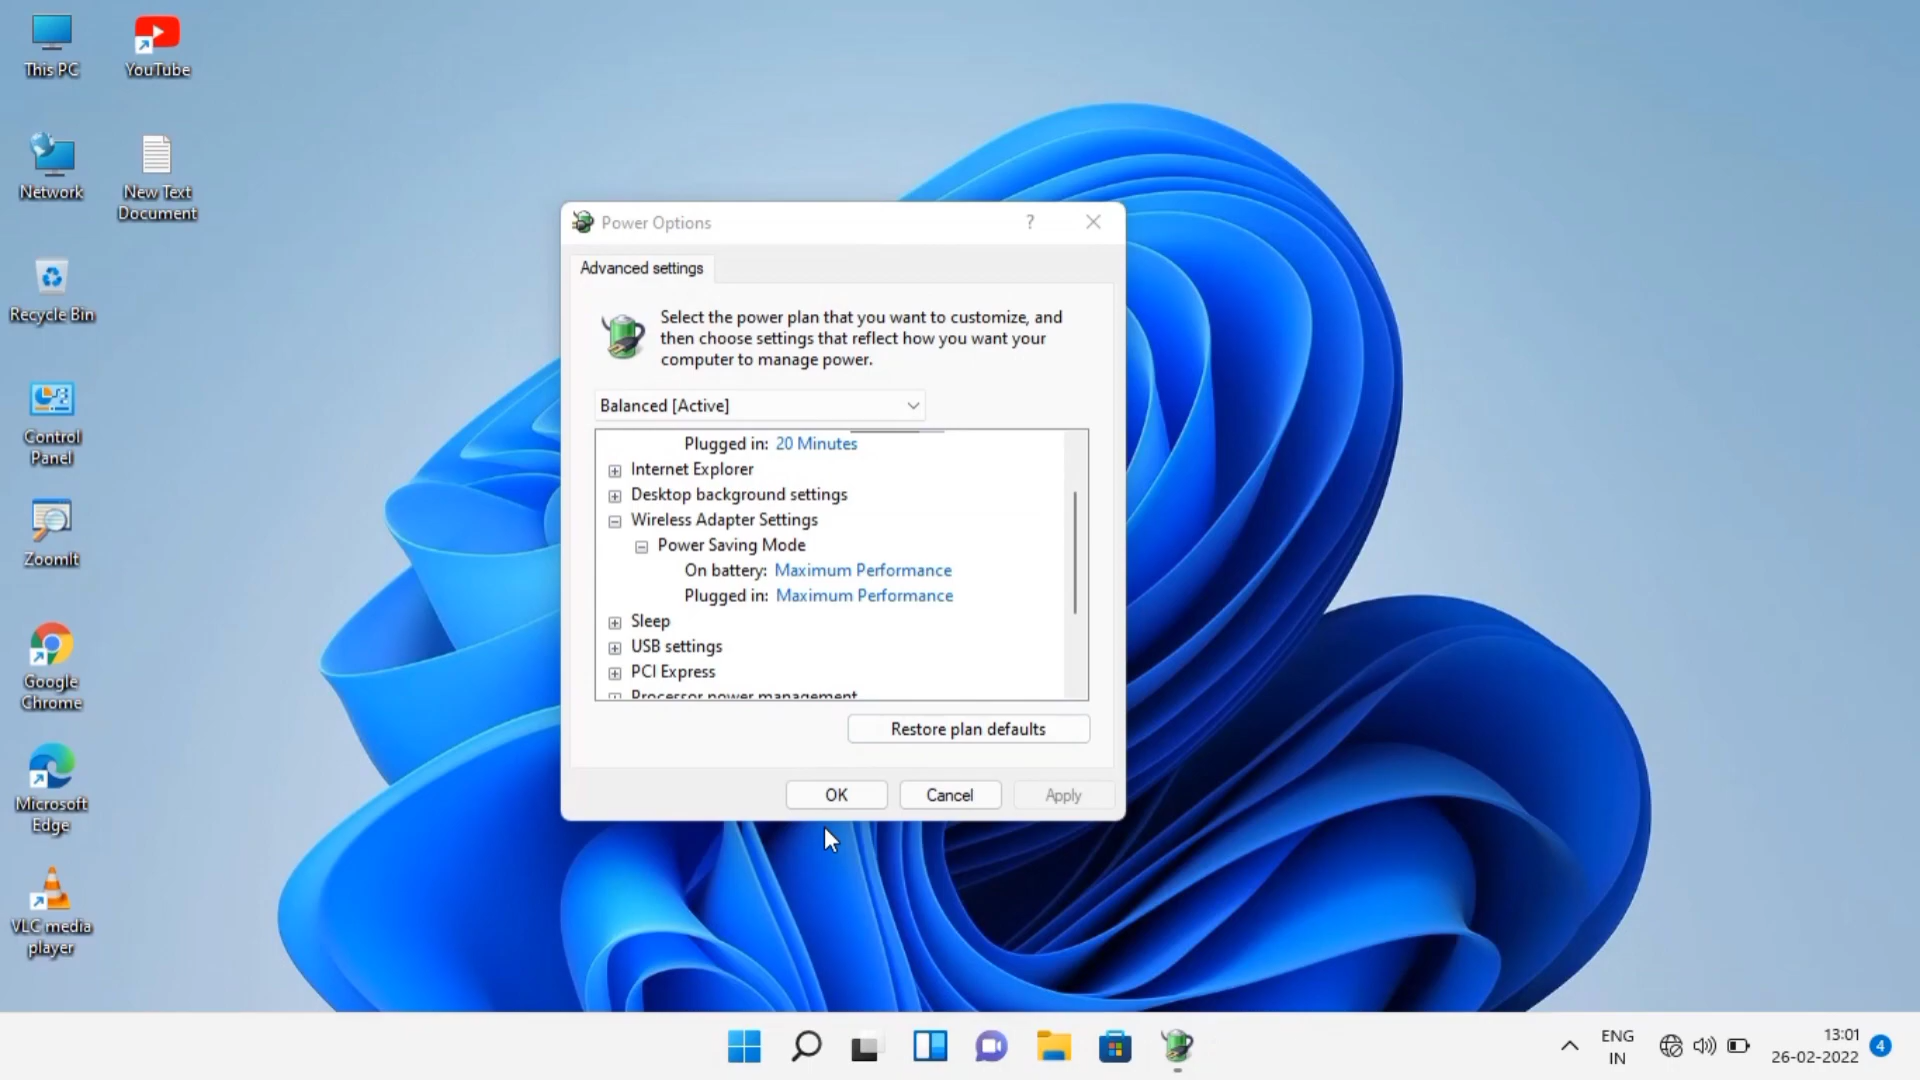 This PC
YouTube
Network
New Text
Document
Recycle Bin
Control
Panel
ZoomIt
Google
Chrome
Microsoft
Edge
VLC media
player
Power Options
?
Advanced settings
Select the power plan that you want to customize, and
then choose settings that reflect how you want your
computer to manage power.
Balanced [Active]
Plugged in: 20 Minutes
Internet Explorer
Desktop background settings
Wireless Adapter Settings
Power Saving Mode
On battery: Maximum Performance
Plugged in: Maximum Performance
Sleep
USB settings
PCI Express
Processor power management
Restore plan defaults
OK
Cancel
Apply
ENG
IN
13:01
26-02-2022
4